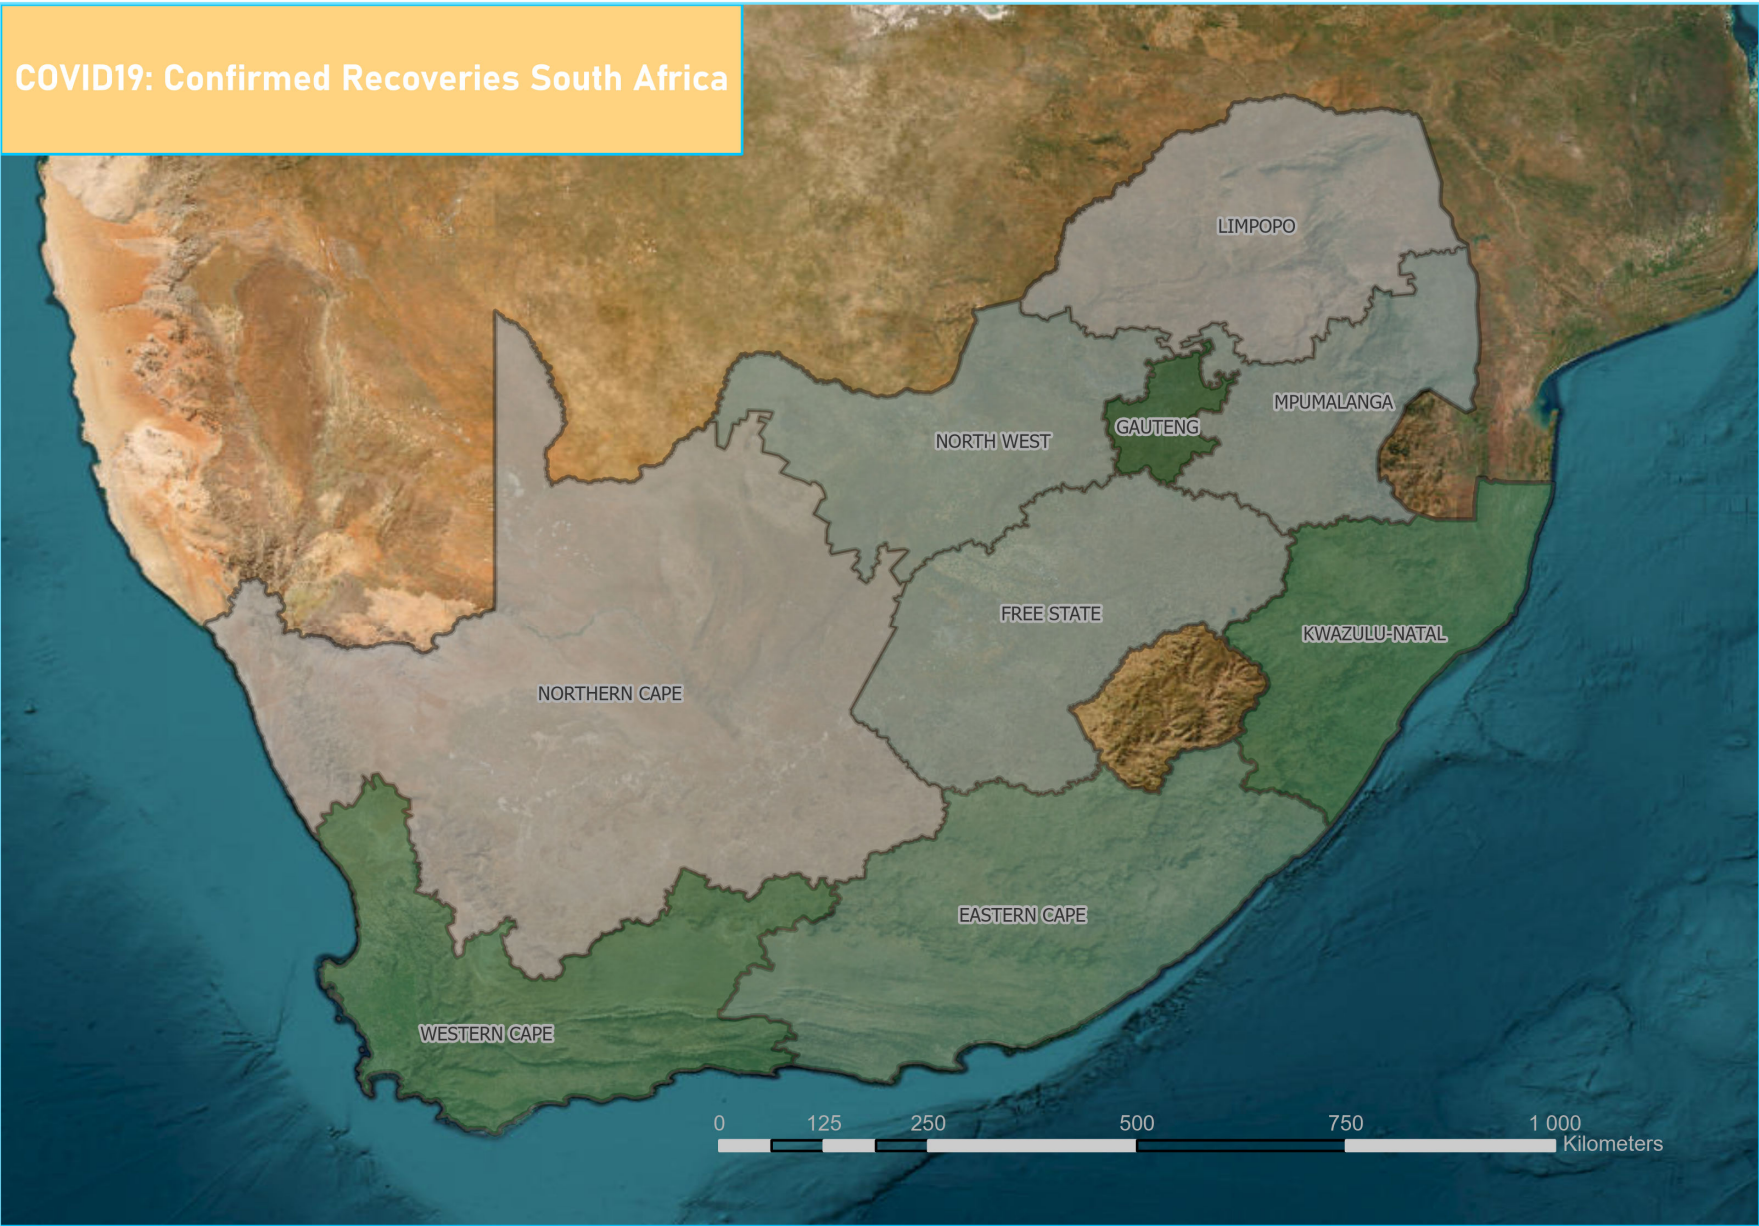 COVID19: Confirmed Recoveries South Africa
LIMPOPO
MPUMALANGA
GAUTENG
NORTH WEST
FREE STATE
KWAZULU-NATAL
NORTHERN CAPE
EASTERN CAPE
WESTERN CAPE
0 125 250 500 750 1 000
Kilometers